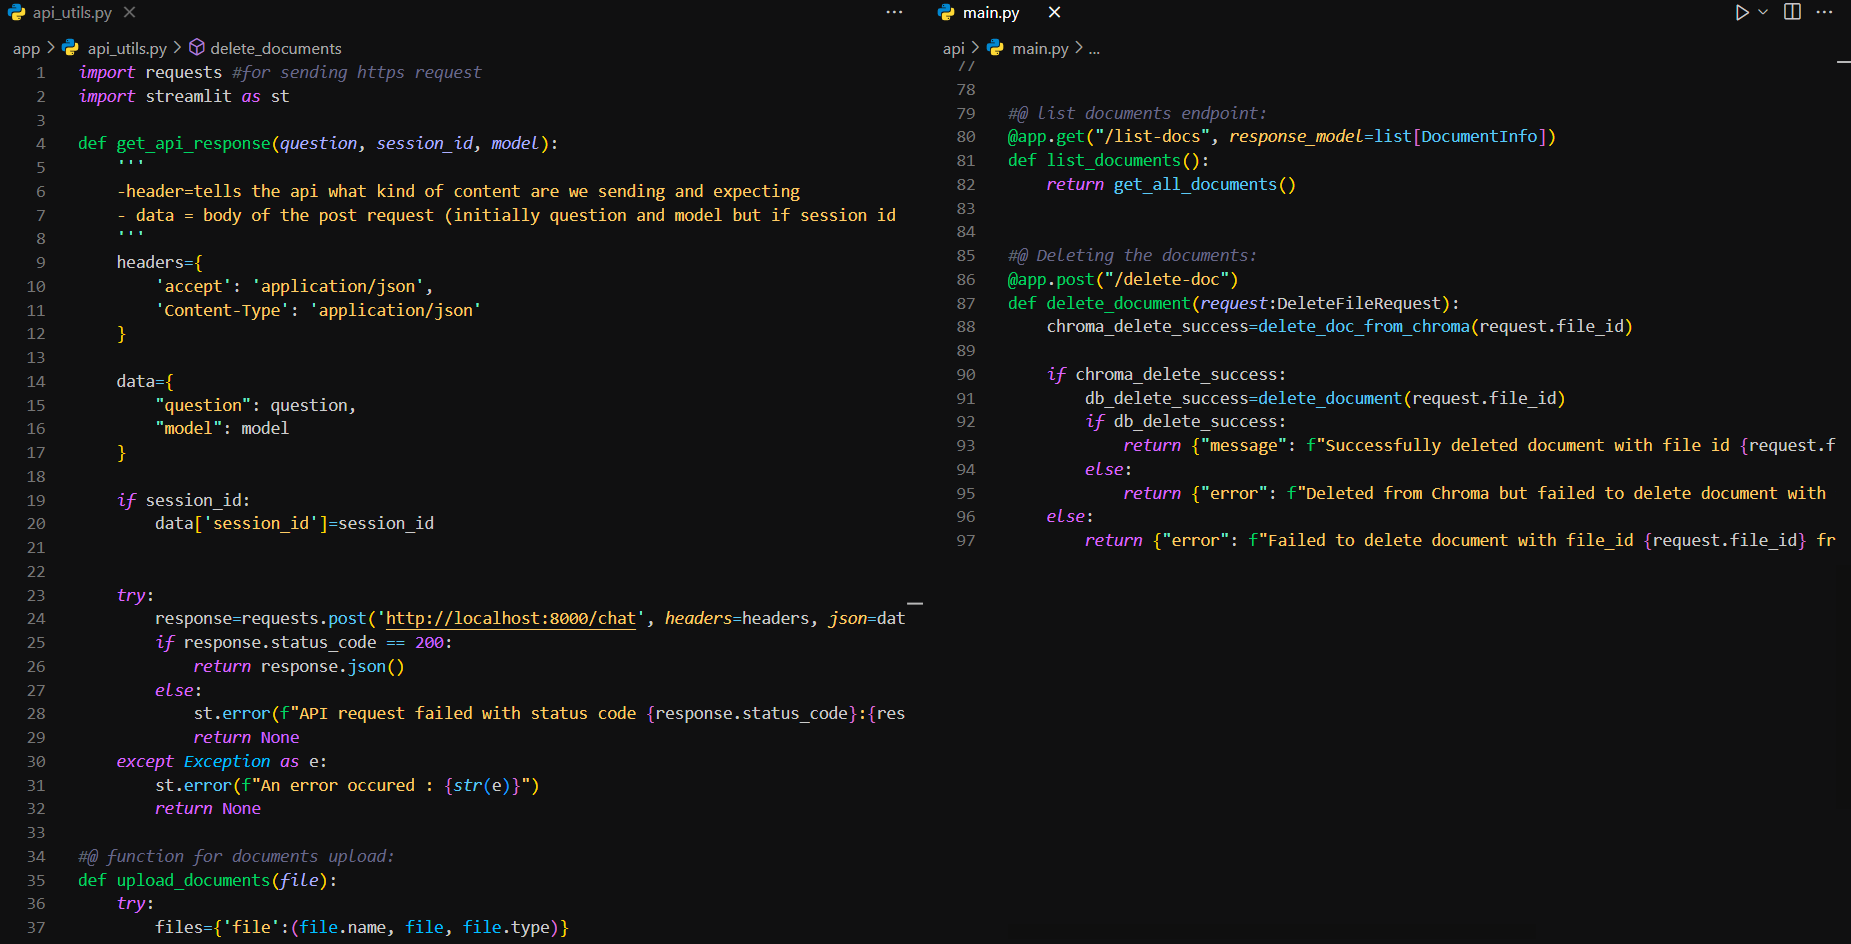 api_utils.py
app > api_utils.py > delete_documents
1 import requests #for sending https request
2 import streamlit as st
3
4 def get_api_response(question, session_id, model):
5 '''
6 -header=tells the api what kind of content are we sending and expecting
7 - data = body of the post request (initially question and model but if session id
8 '''
9 headers={
10 'accept': 'application/json',
11 'Content-Type': 'application/json'
12 }
13
14 data={
15 "question": question,
16 "model": model
17 }
18
19 if session_id:
20 data['session_id']=session_id
21
22
23 try:
24 response=requests.post('http://localhost:8000/chat', headers=headers, json=dat
25 if response.status_code == 200:
26 return response.json()
27 else:
28 st.error(f"API request failed with status code {response.status_code}:{res
29 return None
30 except Exception as e:
31 st.error(f"An error occured : {str(e)}")
32 return None
33
34 #@ function for documents upload:
35 def upload_documents(file):
36 try:
37 files={'file':(file.name, file, file.type)}
main.py
api > main.py > ...
78
79 #@ list documents endpoint:
80 @app.get("/list-docs", response_model=list[DocumentInfo])
81 def list_documents():
82 return get_all_documents()
83
84
85 #@ Deleting the documents:
86 @app.post("/delete-doc")
87 def delete_document(request:DeleteFileRequest):
88 chroma_delete_success=delete_doc_from_chroma(request.file_id)
89
90 if chroma_delete_success:
91 db_delete_success=delete_document(request.file_id)
92 if db_delete_success:
93 return {"message": f"Successfully deleted document with file id {request.f
94 else:
95 return {"error": f"Deleted from Chroma but failed to delete document with
96 else:
97 return {"error": f"Failed to delete document with file_id {request.file_id} fr